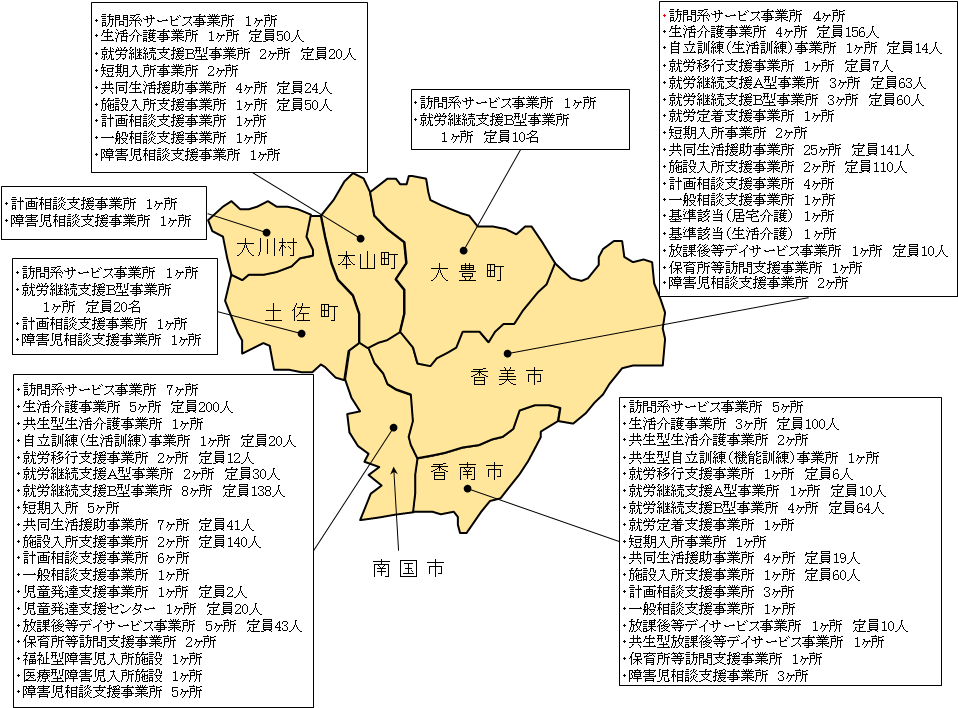 ・訪問系サービス事業所 1ヶ所
・生活介護事業所 1ヶ所 定員50人
・就労継続支援B型事業所 2ヶ所 定員20人
・短期入所事業所 2ヶ所
・共同生活援助事業所 4ヶ所 定員24人
・施設入所支援事業所 1ヶ所 定員50人
・計画相談支援事業所 1ヶ所
・一般相談支援事業所 1ヶ所
・障害児相談支援事業所 1ヶ所
・訪問系サービス事業所 1ヶ所
・就労継続支援B型事業所
1ヶ所 定員10名
・訪問系サービス事業所 4ヶ所
・生活介護事業所 4ヶ所 定員156人
・自立訓練(生活訓練)事業所 1ヶ所 定員14人
・就労移行支援事業所 1ヶ所 定員7人
・就労継続支援A型事業所 3ヶ所 定員63人
・就労継続支援B型事業所 3ヶ所 定員60人
・就労定着支援事業所 1ヶ所
・短期入所事業所 2ヶ所
・共同生活援助事業所 25ヶ所 定員141人
・施設入所支援事業所 2ヶ所 定員110人
・計画相談支援事業所 4ヶ所
・一般相談支援事業所 1ヶ所
・基準該当(居宅介護) 1ヶ所
・基準該当(生活介護) 1ヶ所
・放課後等デイサービス事業所 1ヶ所 定員10人
・保育所等訪問支援事業所 1ヶ所
・障害児相談支援事業所 2ヶ所
・計画相談支援事業所 1ヶ所
・障害児相談支援事業所 1ヶ所
大川村
本山町
大豊町
・訪問系サービス事業所 1ヶ所
・就労継続支援B型事業所
1ヶ所 定員20名
・計画相談支援事業所 1ヶ所
・障害児相談支援事業所 1ヶ所
土佐町
香美市
・訪問系サービス事業所 7ヶ所
・生活介護事業所 5ヶ所 定員200人
・共生型生活介護事業所 1ヶ所
・自立訓練(生活訓練)事業所 1ヶ所 定員20人
・就労移行支援事業所 2ヶ所 定員12人
・就労継続支援A型事業所 2ヶ所 定員30人
・就労継続支援B型事業所 8ヶ所 定員138人
・短期入所 5ヶ所
・共同生活援助事業所 7ヶ所 定員41人
・施設入所支援事業所 2ヶ所 定員140人
・計画相談支援事業所 6ヶ所
・一般相談支援事業所 1ヶ所
・児童発達支援事業所 1ヶ所 定員2人
・児童発達支援センター 1ヶ所 定員20人
・放課後等デイサービス事業所 5ヶ所 定員43人
・保育所等訪問支援事業所 2ヶ所
・福祉型障害児入所施設 1ヶ所
・医療型障害児入所施設 1ヶ所
・障害児相談支援事業所 5ヶ所
香南市
南国市
・訪問系サービス事業所 5ヶ所
・生活介護事業所 3ヶ所 定員100人
・共生型生活介護事業所 2ヶ所
・共生型自立訓練(機能訓練)事業所 1ヶ所
・就労移行支援事業所 1ヶ所 定員6人
・就労継続支援A型事業所 1ヶ所 定員10人
・就労継続支援B型事業所 4ヶ所 定員64人
・就労定着支援事業所 1ヶ所
・短期入所事業所 1ヶ所
・共同生活援助事業所 4ヶ所 定員19人
・施設入所支援事業所 1ヶ所 定員60人
・計画相談支援事業所 3ヶ所
・一般相談支援事業所 1ヶ所
・放課後等デイサービス事業所 1ヶ所 定員10人
・共生型放課後等デイサービス事業所 1ヶ所
・保育所等訪問支援事業所 1ヶ所
・障害児相談支援事業所 3ヶ所